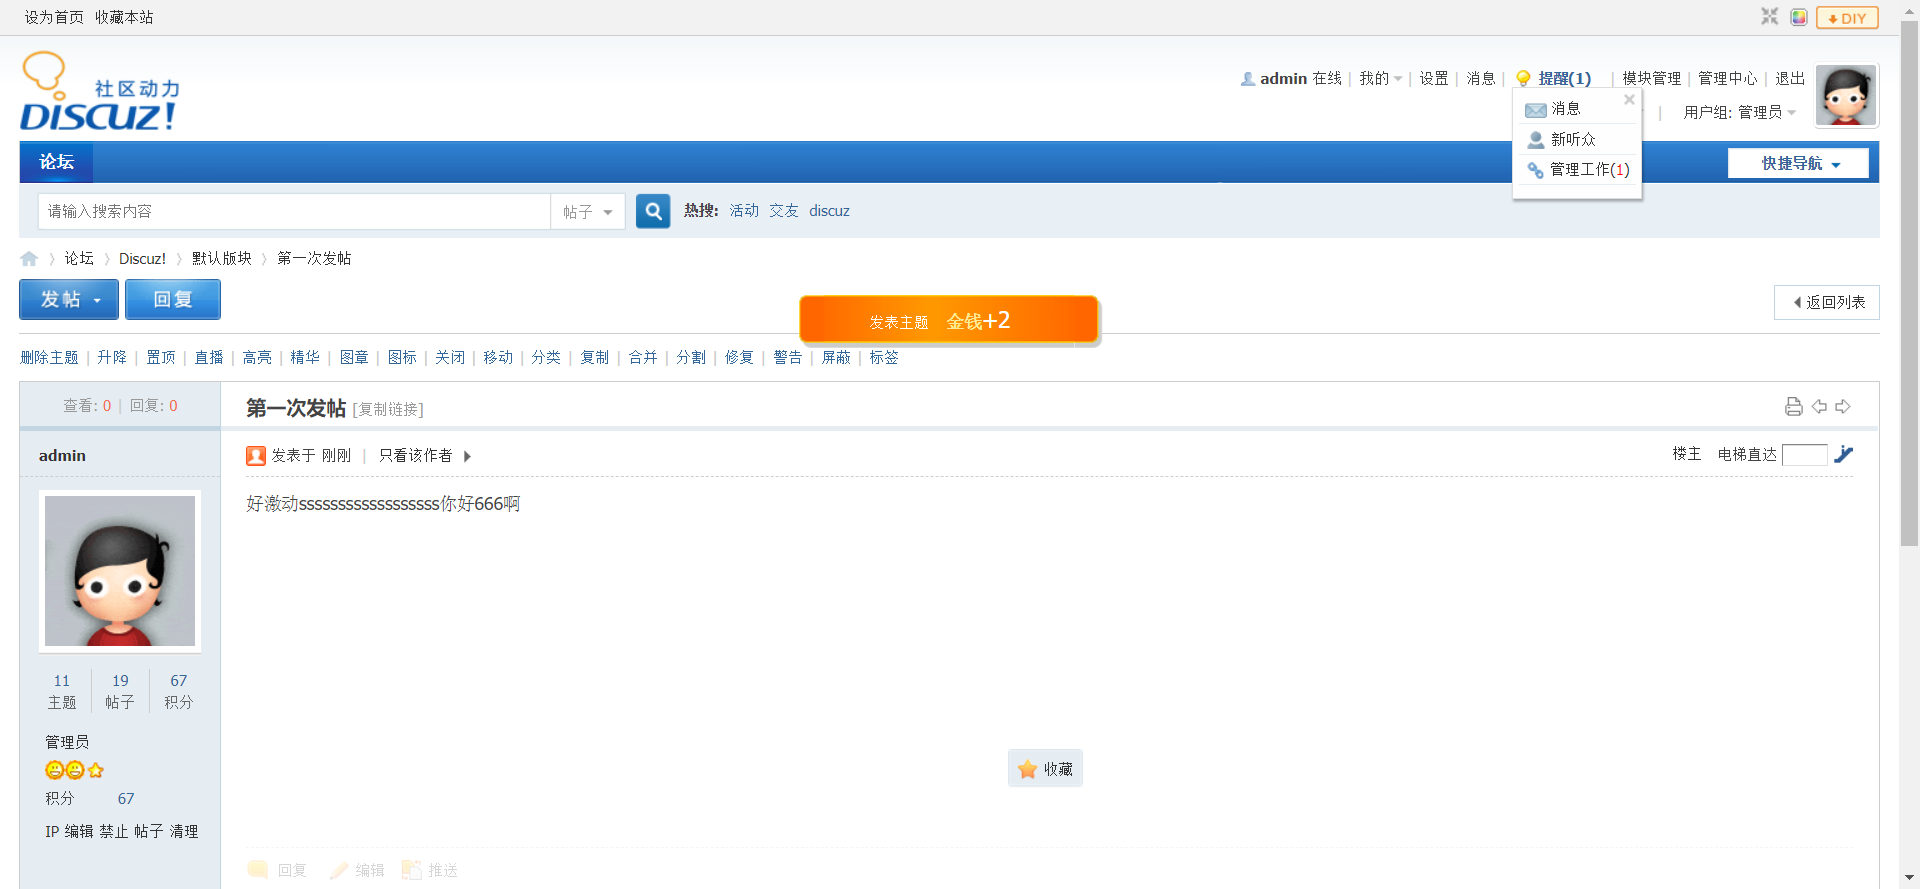 设为首页 收藏本站
DIY
社区动力
DISCUZ!
admin 在线 | 我的 | 设置 | 消息 | 提醒(1) | 模块管理 | 管理中心 | 退出
| 用户组: 管理员
消息
新听众
管理工作(1)
论坛
快捷导航
请输入搜索内容
帖子
热搜: 活动 交友 discuz
论坛 › Discuz! › 默认版块 › 第一次发帖
发帖
回复
返回列表
发表主题 金钱+2
删除主题 | 升降 | 置顶 | 直播 | 高亮 | 精华 | 图章 | 图标 | 关闭 | 移动 | 分类 | 复制 | 合并 | 分割 | 修复 | 警告 | 屏蔽 | 标签
查看: 0 | 回复: 0
第一次发帖 [复制链接]
admin
发表于 刚刚 | 只看该作者
楼主 电梯直达
好激动ssssssssssssssssss你好666啊
11 19 67
主题 帖子 积分
管理员
积分 67
IP 编辑 禁止 帖子 清理
收藏
回复 编辑 推送